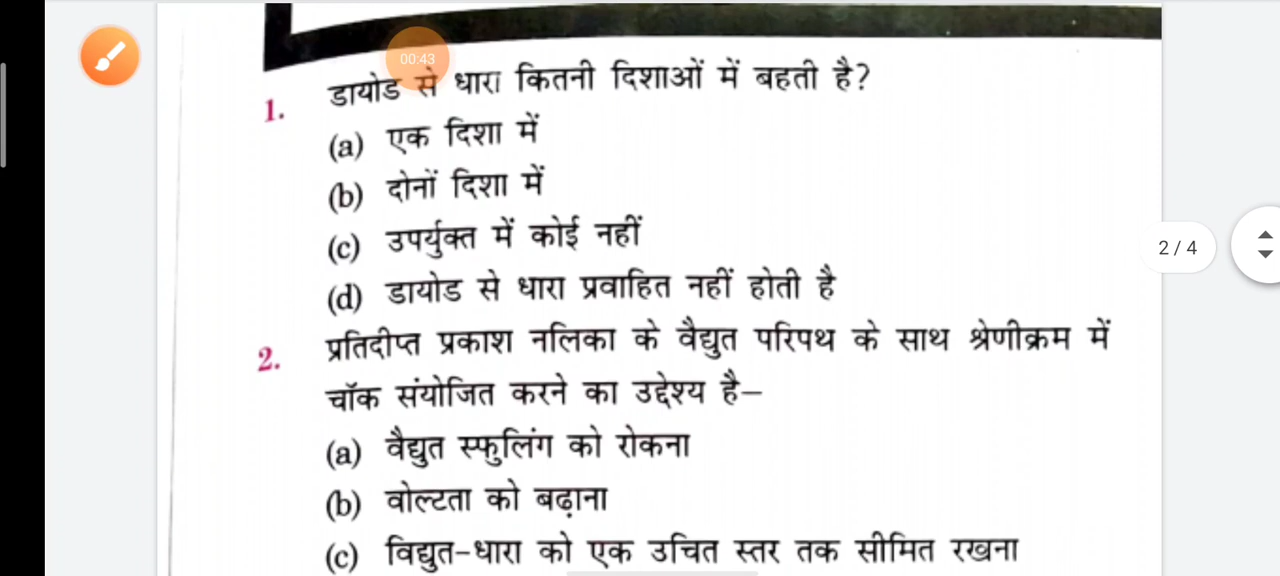 00:43
1. डायोड से धारा कितनी दिशाओं में बहती है?
(a) एक दिशा में
(b) दोनों दिशा में
(c) उपर्युक्त में कोई नहीं
2 / 4
(d) डायोड से धारा प्रवाहित नहीं होती है
2. प्रतिदीप्त प्रकाश नलिका के वैद्युत परिपथ के साथ श्रेणीक्रम में
चॉक संयोजित करने का उद्देश्य है–
(a) वैद्युत स्फुलिंग को रोकना
(b) वोल्टता को बढ़ाना
(c) विद्युत-धारा को एक उचित स्तर तक सीमित रखना